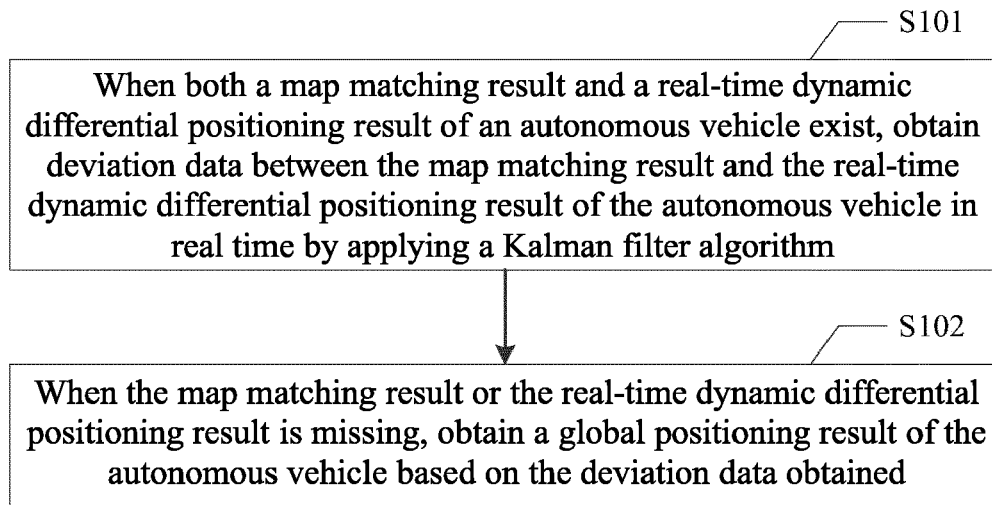 S101
When both a map matching result and a real-time dynamic
differential positioning result of an autonomous vehicle exist, obtain
deviation data between the map matching result and the real-time
dynamic differential positioning result of the autonomous vehicle in
real time by applying a Kalman filter algorithm
S102
When the map matching result or the real-time dynamic differential
positioning result is missing, obtain a global positioning result of the
autonomous vehicle based on the deviation data obtained